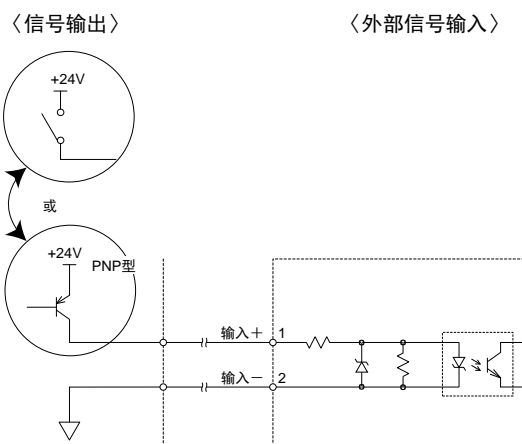 〈信号输出〉
〈外部信号输入〉
+24V
或
+24V
PNP型
输入＋ 1
输入－ 2